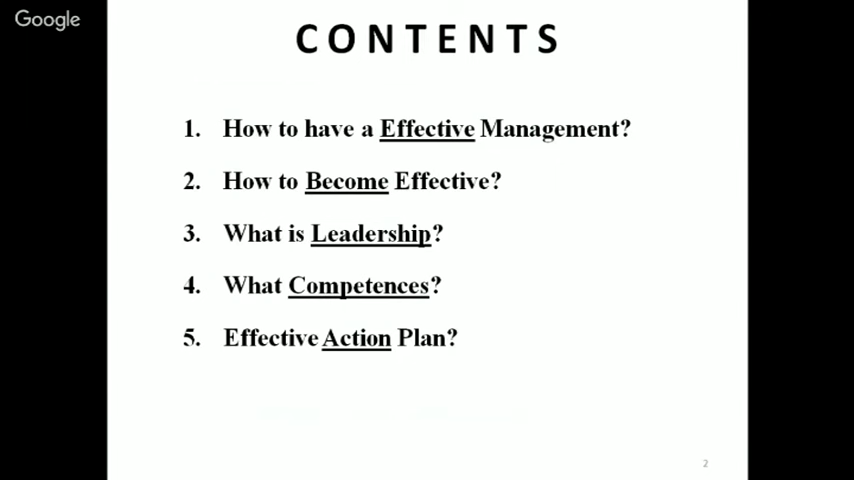 Google
CONTENTS
1. How to have a Effective Management?
2. How to Become Effective?
3. What is Leadership?
4. What Competences?
5. Effective Action Plan?
2